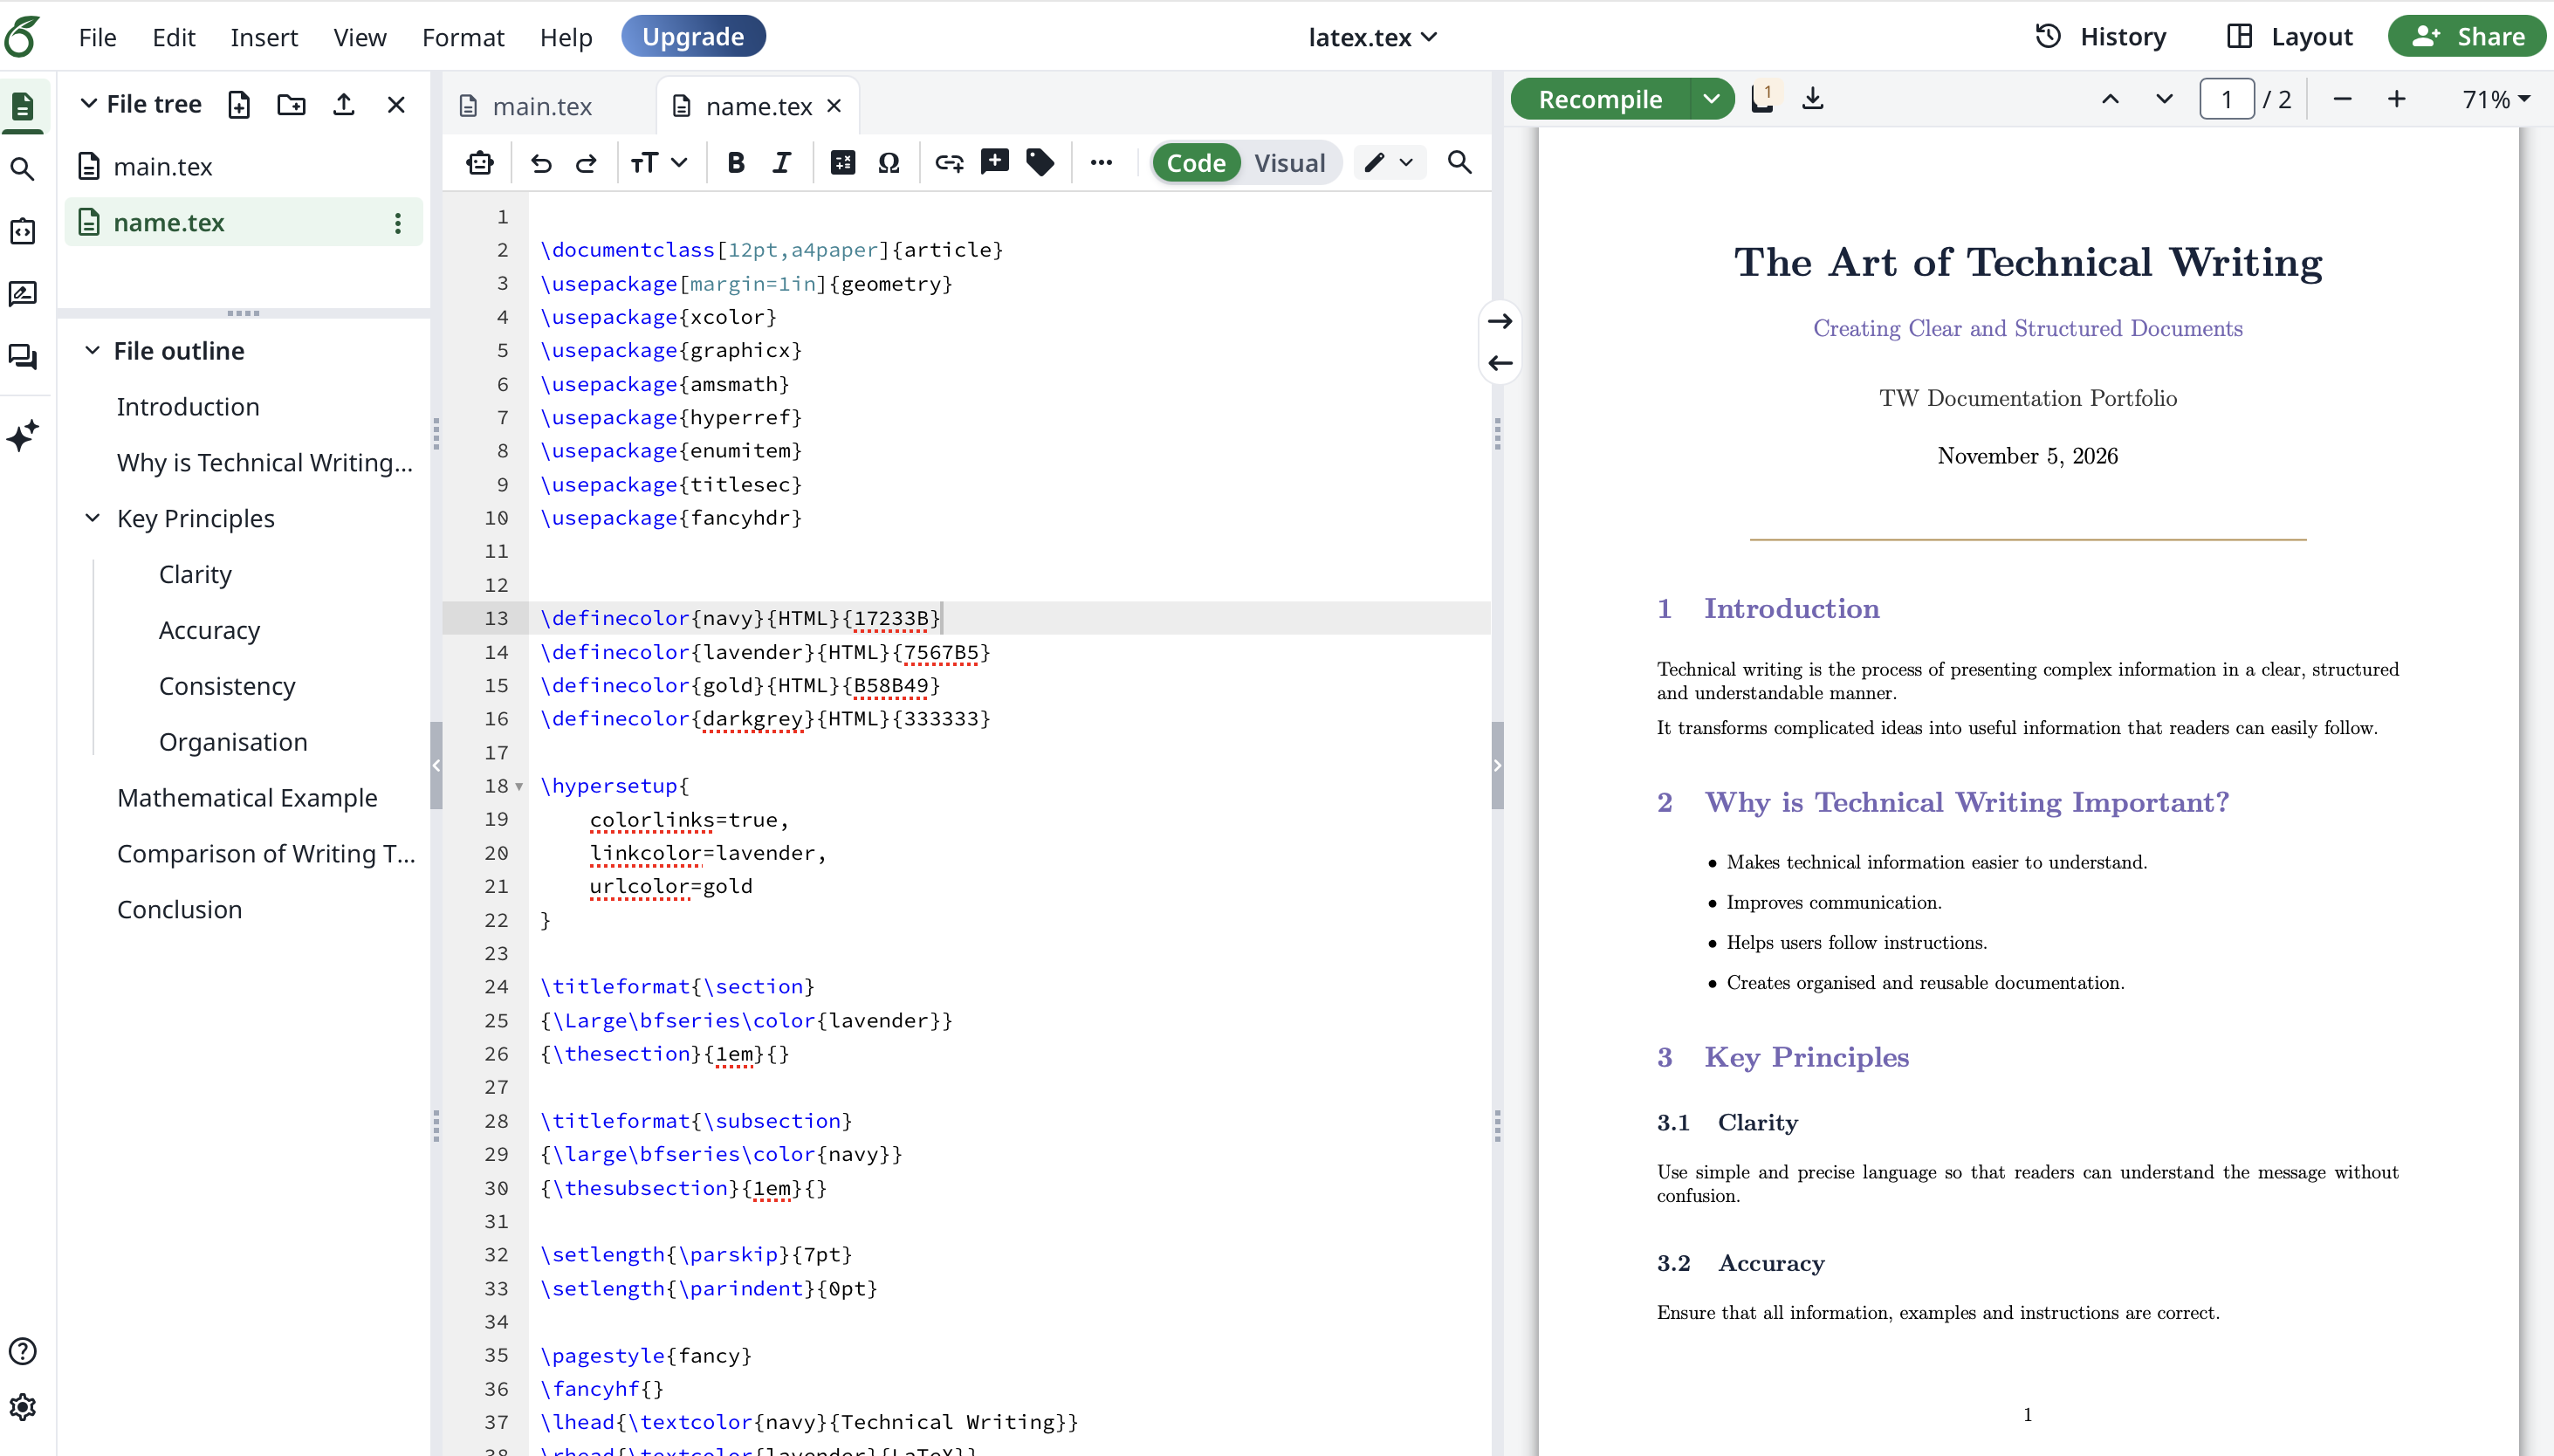 File Edit Insert View Format Help Upgrade latex.tex History Layout Share
File tree
main.tex
name.tex
File outline
Introduction
Why is Technical Writing...
Key Principles
Clarity
Accuracy
Consistency
Organisation
Mathematical Example
Comparison of Writing T...
Conclusion
main.tex name.tex
TT B I Ω Code Visual
1
2 \documentclass[12pt,a4paper]{article}
3 \usepackage[margin=1in]{geometry}
4 \usepackage{xcolor}
5 \usepackage{graphicx}
6 \usepackage{amsmath}
7 \usepackage{hyperref}
8 \usepackage{enumitem}
9 \usepackage{titlesec}
10 \usepackage{fancyhdr}
11
12
13 \definecolor{navy}{HTML}{17233B}
14 \definecolor{lavender}{HTML}{7567B5}
15 \definecolor{gold}{HTML}{B58B49}
16 \definecolor{darkgrey}{HTML}{333333}
17
18 \hypersetup{
19 colorlinks=true,
20 linkcolor=lavender,
21 urlcolor=gold
22 }
23
24 \titleformat{\section}
25 {\Large\bfseries\color{lavender}}
26 {\thesection}{1em}{}
27
28 \titleformat{\subsection}
29 {\large\bfseries\color{navy}}
30 {\thesubsection}{1em}{}
31
32 \setlength{\parskip}{7pt}
33 \setlength{\parindent}{0pt}
34
35 \pagestyle{fancy}
36 \fancyhf{}
37 \lhead{\textcolor{navy}{Technical Writing}}
38 \rhead{\textcolor{lavender}{LaTeX}}
Recompile 1 1 / 2 71%
The Art of Technical Writing
Creating Clear and Structured Documents
TW Documentation Portfolio
November 5, 2026
1 Introduction
Technical writing is the process of presenting complex information in a clear, structured
and understandable manner.
It transforms complicated ideas into useful information that readers can easily follow.
2 Why is Technical Writing Important?
• Makes technical information easier to understand.
• Improves communication.
• Helps users follow instructions.
• Creates organised and reusable documentation.
3 Key Principles
3.1 Clarity
Use simple and precise language so that readers can understand the message without
confusion.
3.2 Accuracy
Ensure that all information, examples and instructions are correct.
1